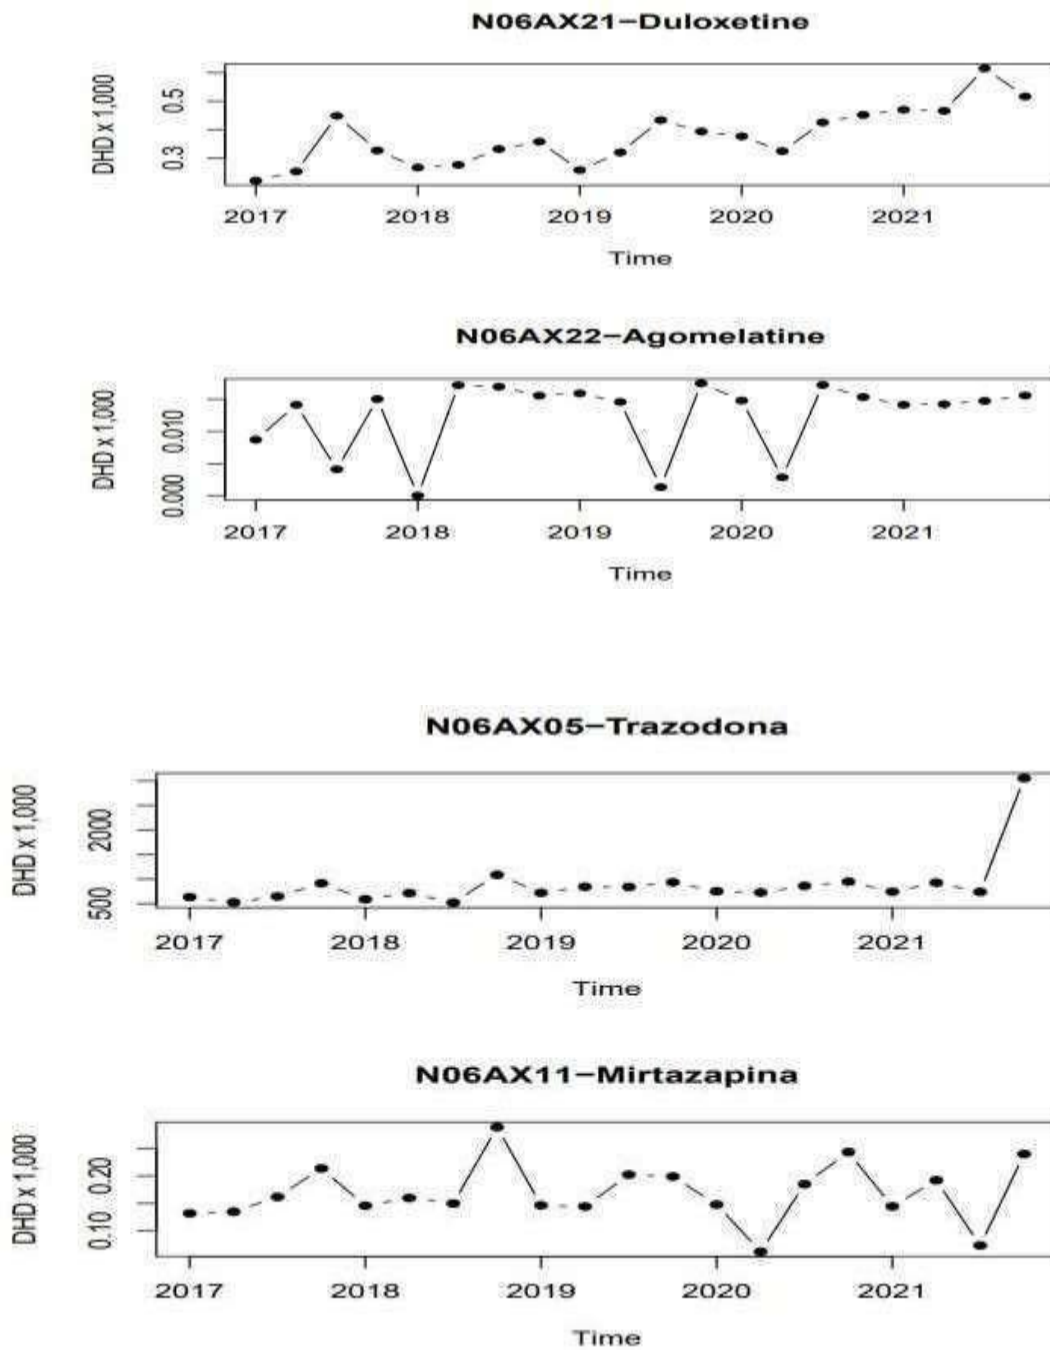 N06AX21−Duloxetine
DHD x 1,000
0.5
0.3
2017 2018 2019 2020 2021
Time
N06AX22−Agomelatine
DHD x 1,000
0.010
0.000
2017 2018 2019 2020 2021
Time
N06AX05−Trazodona
DHD x 1,000
2000
500
2017 2018 2019 2020 2021
Time
N06AX11−Mirtazapina
DHD x 1,000
0.20
0.10
2017 2018 2019 2020 2021
Time